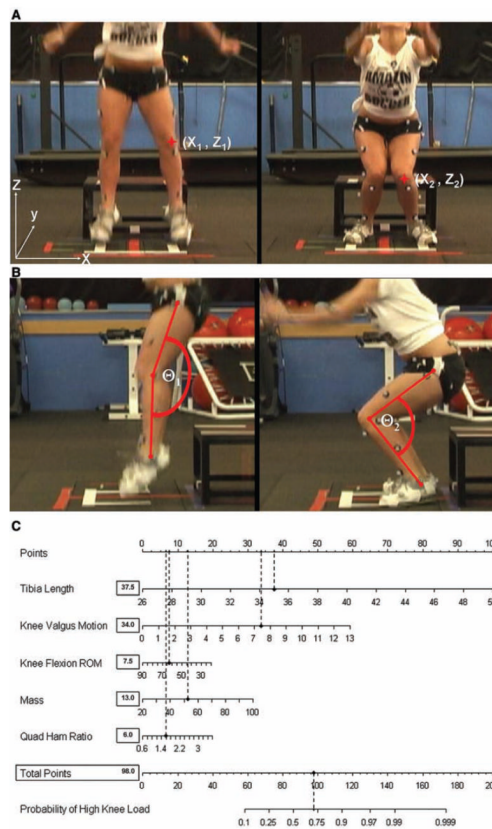 A
(X₁, Z₁)
(X₂, Z₂)
Z
y
X
B
Θ₁
Θ₂
C
Points
0 10 20 30 40 50 60 70 80 90
Tibia Length
37.5
26 28 30 32 34 36 38 40 42 44 46 48
Knee Valgus Motion
34.0
0 1 2 3 4 5 6 7 8 9 10 11 12 13
Knee Flexion ROM
7.5
90 70 50 30
Mass
13.0
20 40 60 80 100
Quad Ham Ratio
6.0
0.6 1.4 2.2 3
Total Points
98.0
0 20 40 60 80 100 120 140 160 180
Probability of High Knee Load
0.1 0.25 0.5 0.75 0.9 0.97 0.99 0.999